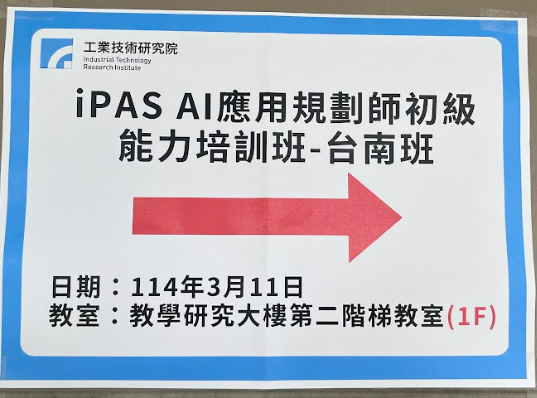 工業技術研究院
Industrial Technology
Research Institute
iPAS AI應用規劃師初級
能力培訓班-台南班
日期：114年3月11日
教室：教學研究大樓第二階梯教室(1F)